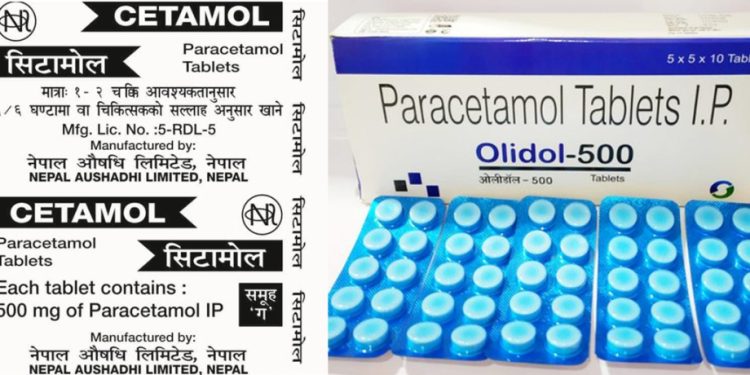 CETAMOL
Paracetamol
Tablets
सिटामोल
मात्राः १-२ चक्कि आवश्यकतानुसार
/६ घण्टामा वा चिकित्सकको सल्लाह अनुसार खाने
Mfg. Lic. No. :5-RDL-5
Manufactured by:
नेपाल औषधि लिमिटेड, नेपाल
NEPAL AUSHADHI LIMITED, NEPAL
CETAMOL
Paracetamol
Tablets
सिटामोल
Each tablet contains :
500 mg of Paracetamol IP
समूह
'ग'
Manufactured by:
नेपाल औषधि लिमिटेड, नेपाल
NEPAL AUSHADHI LIMITED, NEPAL
सिटामोल
सिटामोल
सिटामोल
सिटामोल
5 x 5 x 10 Tab
Paracetamol Tablets I.P.
Olidol-500
ओलीडॉल - 500
Tablets